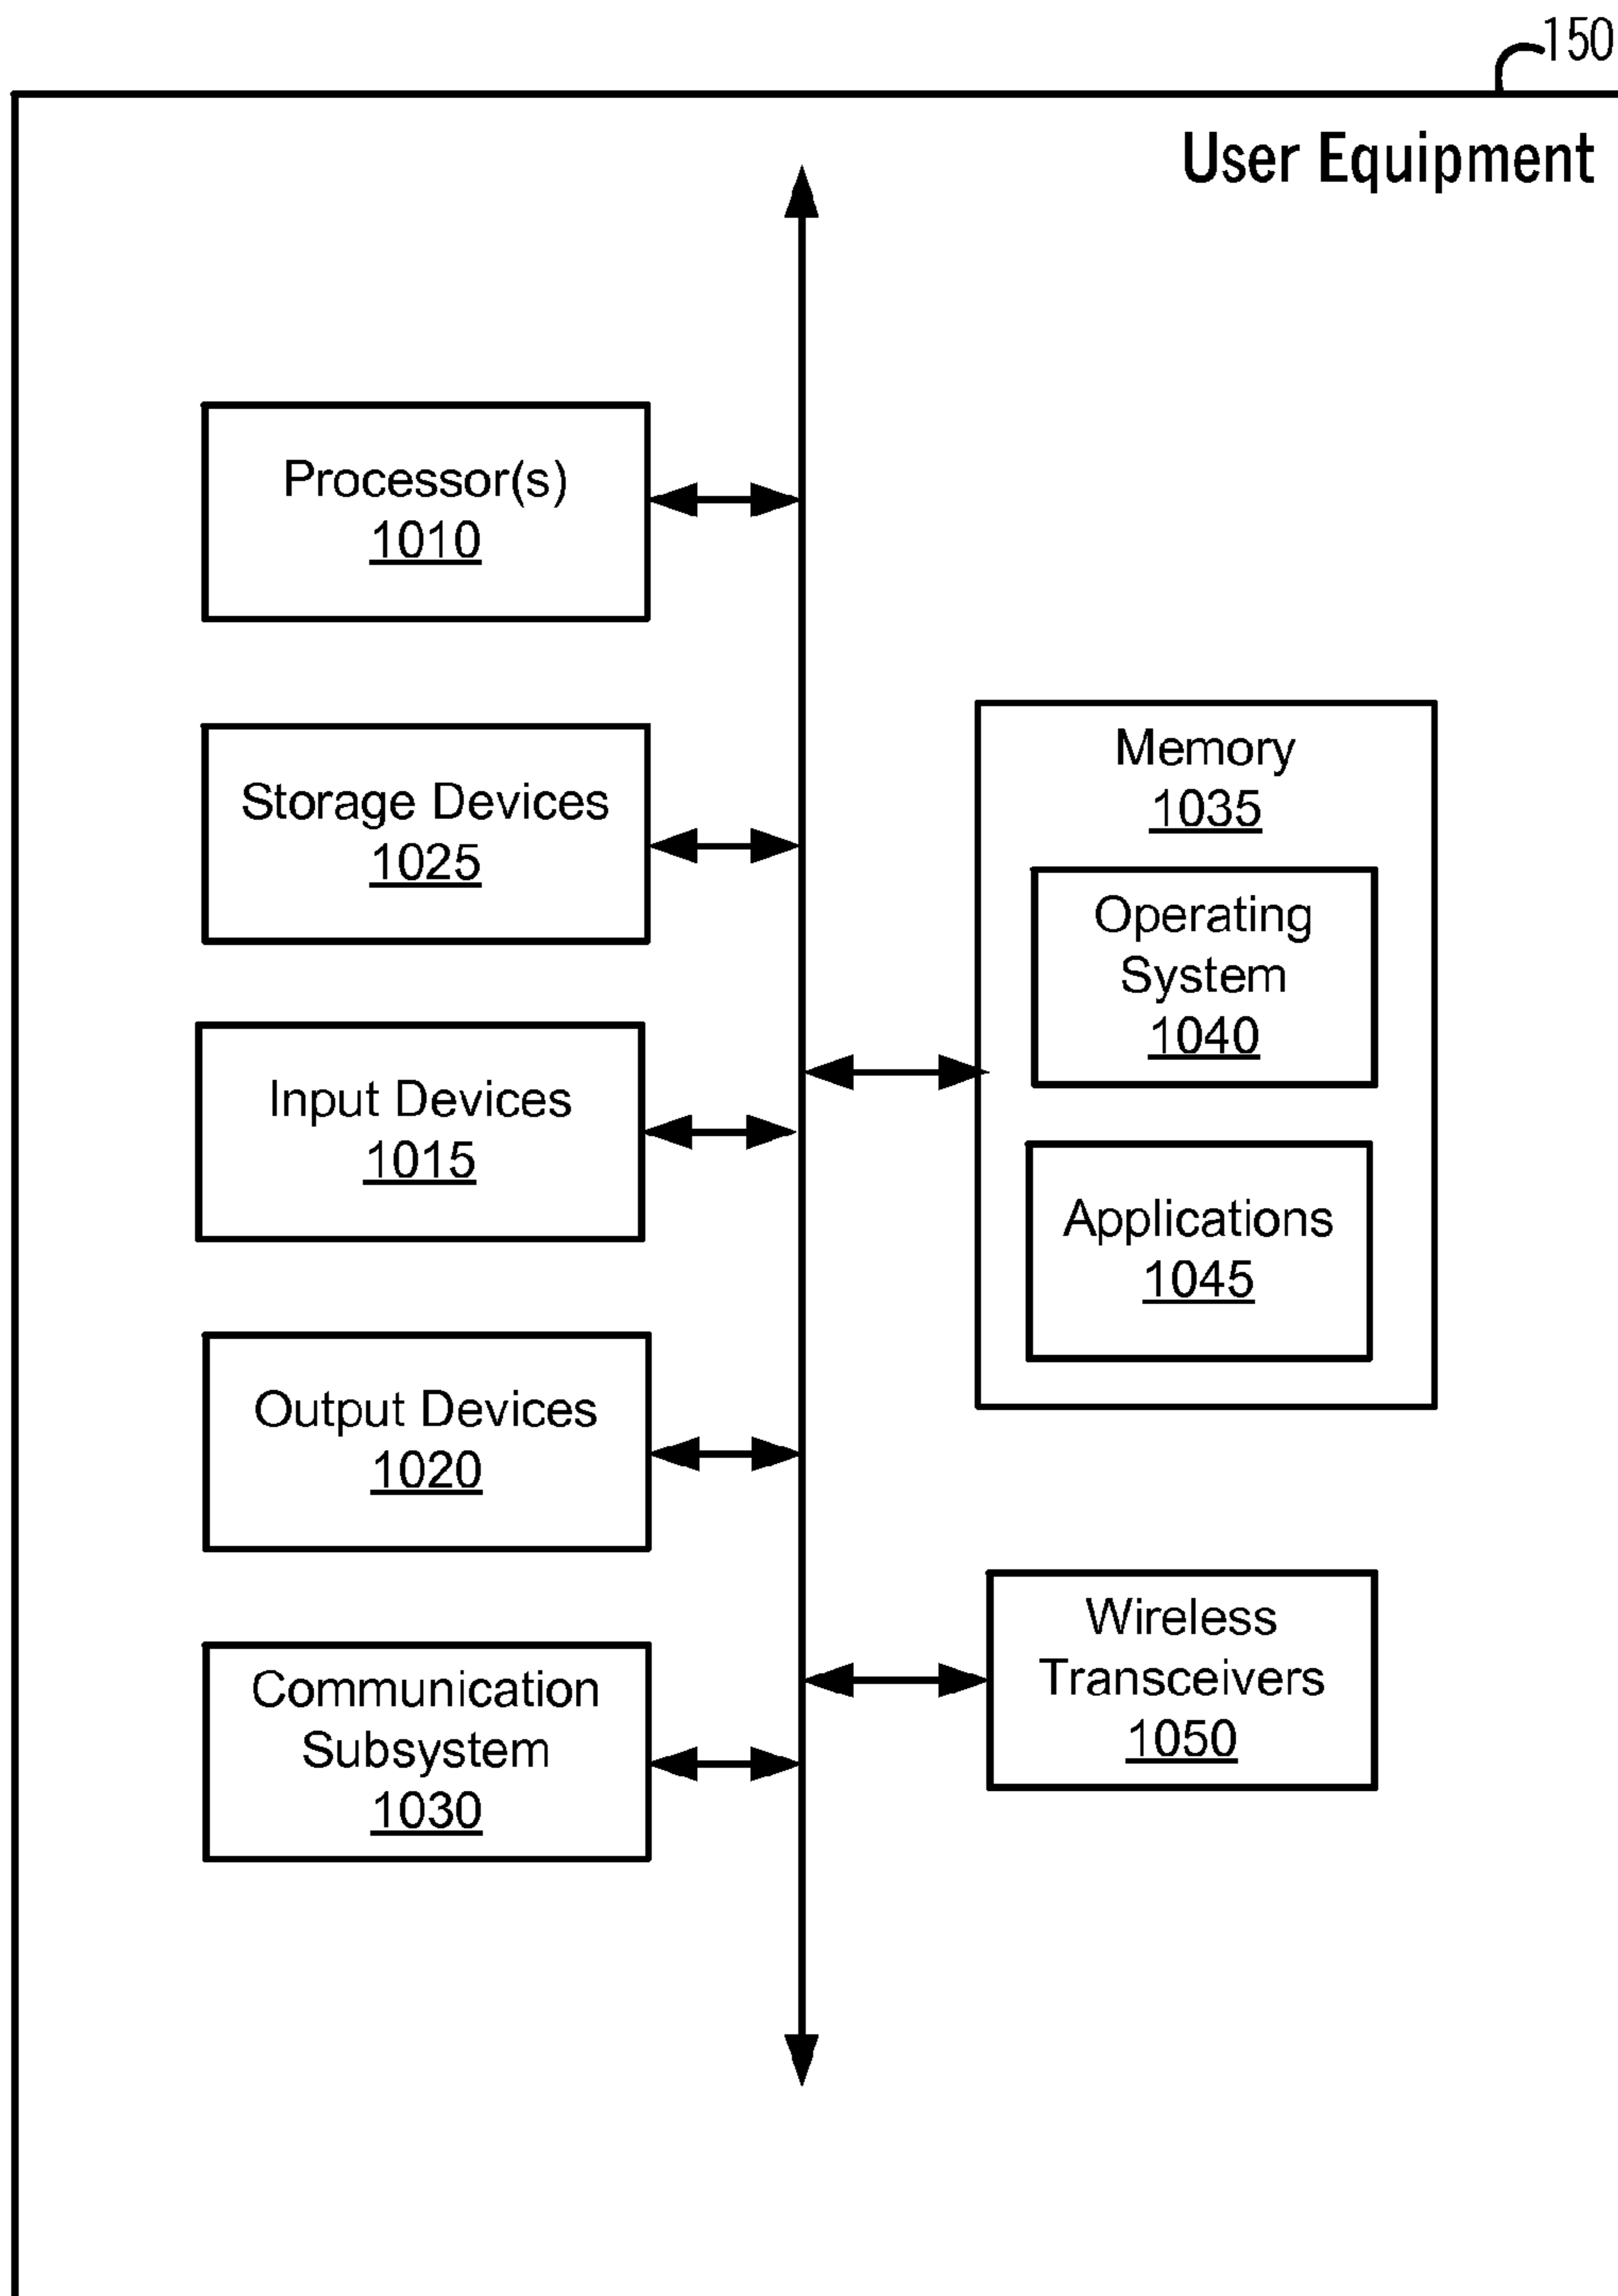 150
User Equipment
Processor(s)
1010
Storage Devices
1025
Input Devices
1015
Output Devices
1020
Communication
Subsystem
1030
Memory
1035
Operating
System
1040
Applications
1045
Wireless
Transceivers
1050